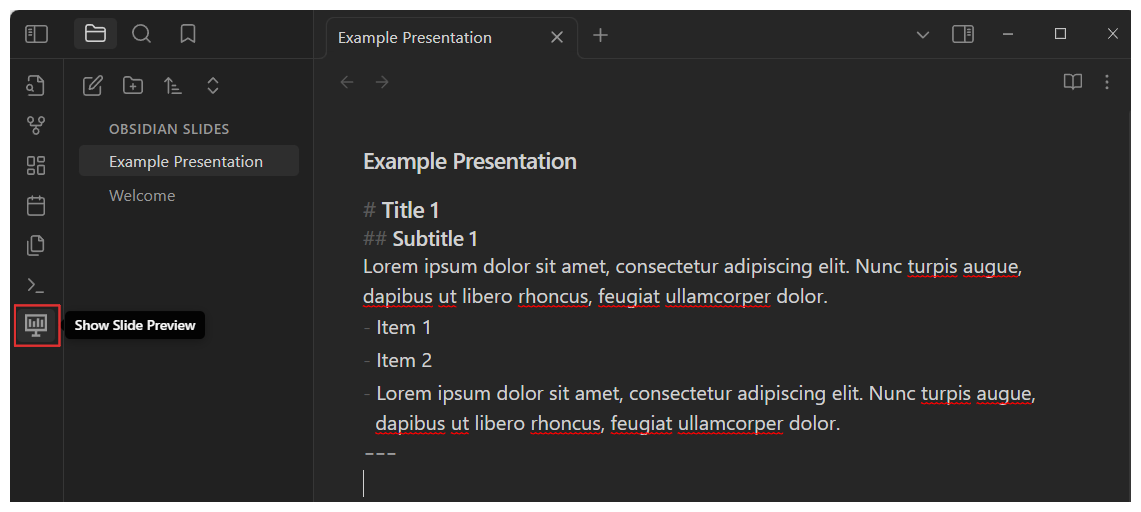 Example Presentation
OBSIDIAN SLIDES
Example Presentation
Welcome
Show Slide Preview
Example Presentation
# Title 1
## Subtitle 1
Lorem ipsum dolor sit amet, consectetur adipiscing elit. Nunc turpis augue,
dapibus ut libero rhoncus, feugiat ullamcorper dolor.
- Item 1
- Item 2
- Lorem ipsum dolor sit amet, consectetur adipiscing elit. Nunc turpis augue,
dapibus ut libero rhoncus, feugiat ullamcorper dolor.
---